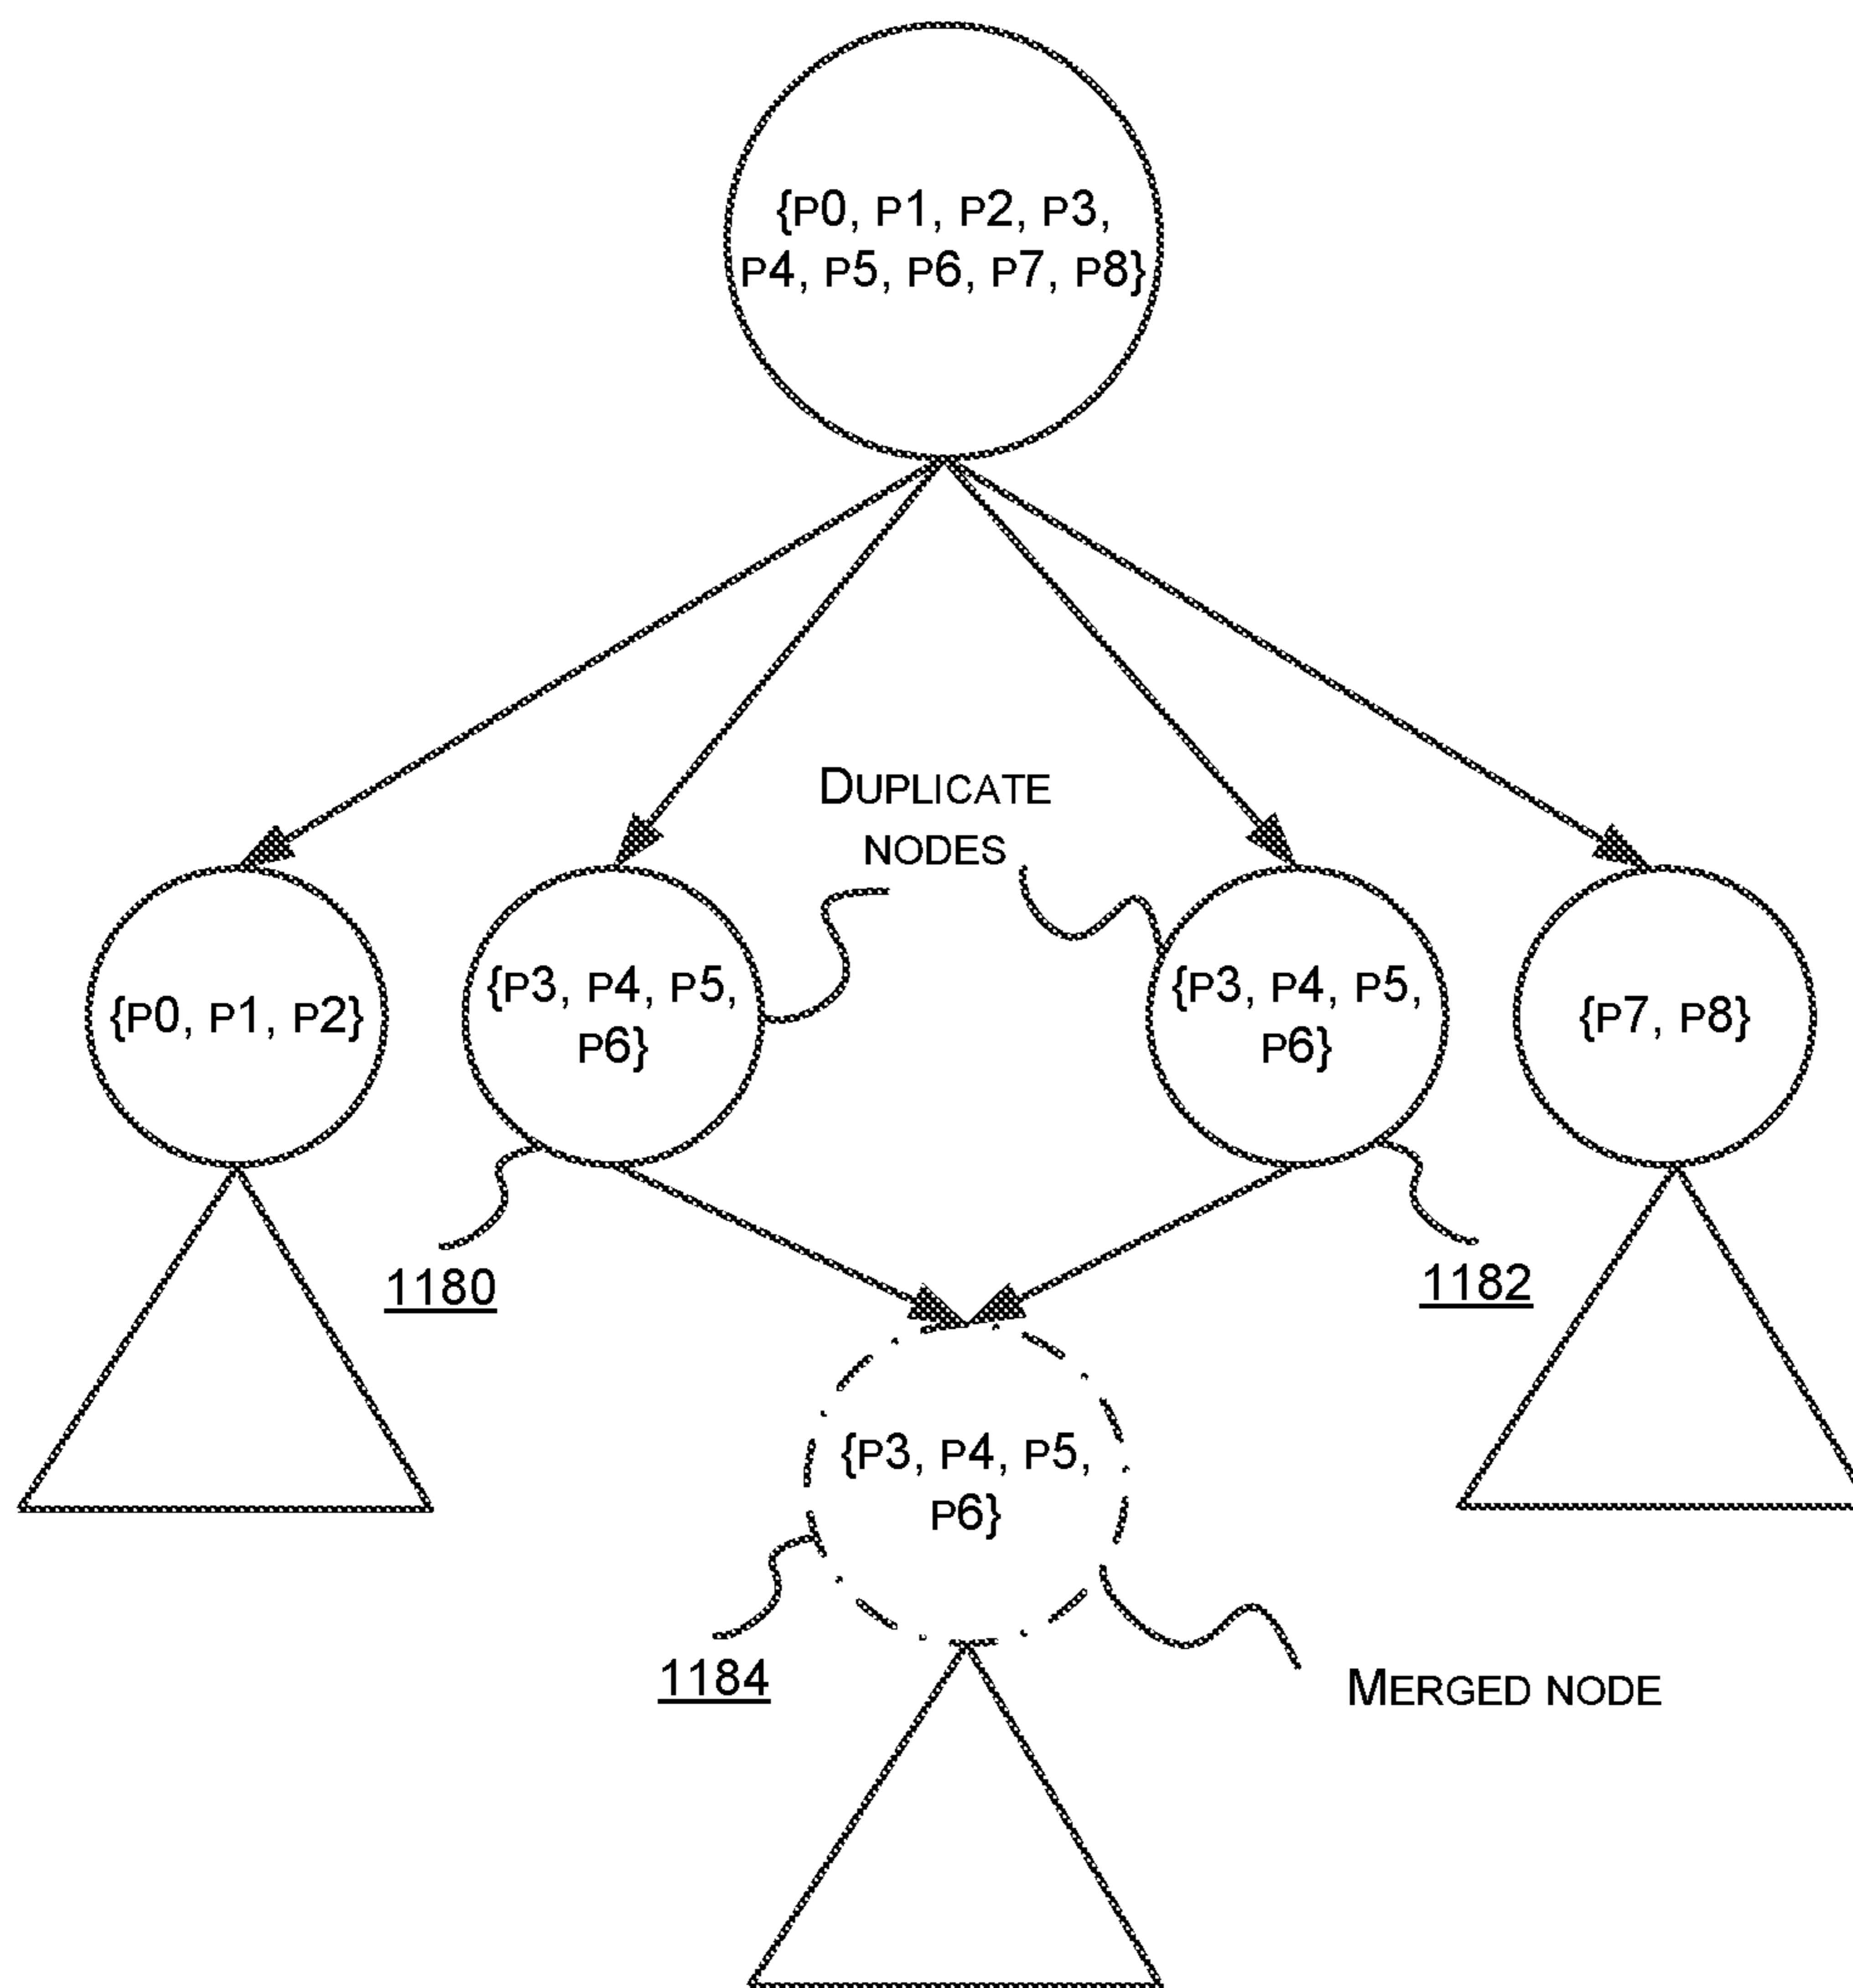 {P0, P1, P2, P3,
P4, P5, P6, P7, P8}
DUPLICATE
NODES
{P0, P1, P2}
{P3, P4, P5,
P6}
{P3, P4, P5,
P6}
{P7, P8}
1180
1182
{P3, P4, P5,
P6}
1184
MERGED NODE